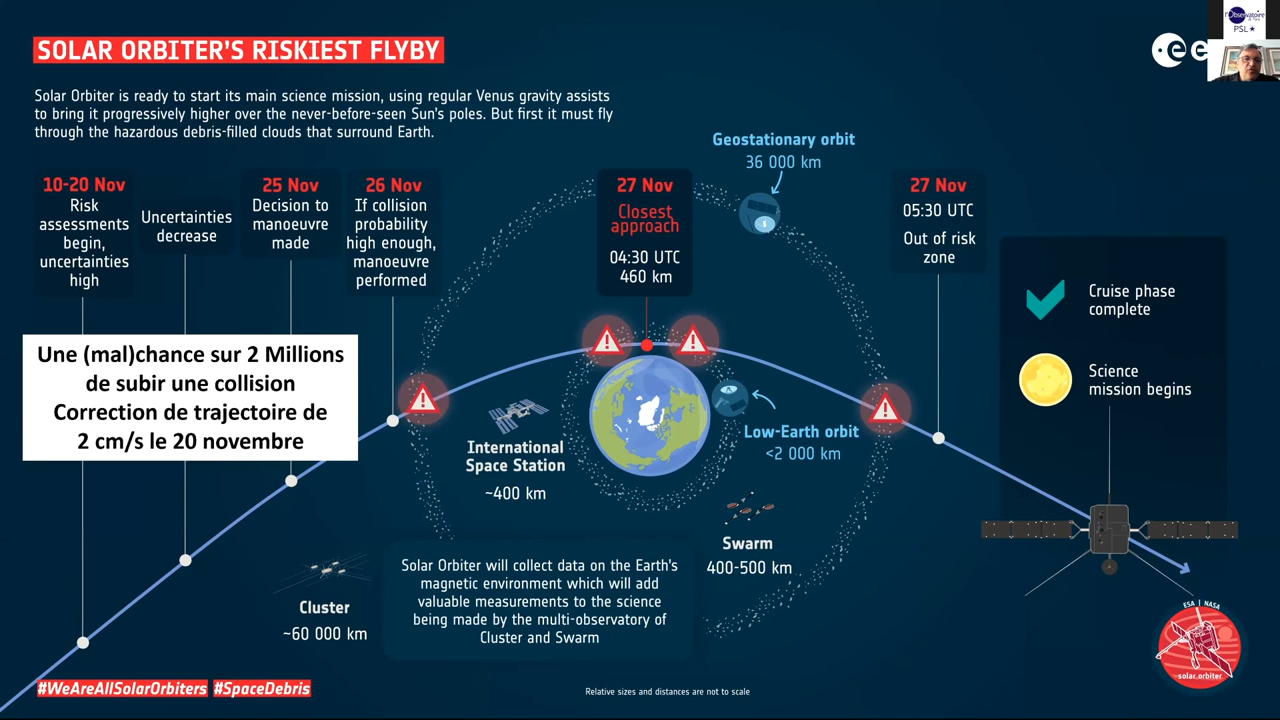 SOLAR ORBITER'S RISKIEST FLYBY
Solar Orbiter is ready to start its main science mission, using regular Venus gravity assists
to bring it progressively higher over the never-before-seen Sun's poles. But first it must fly
through the hazardous debris-filled clouds that surround Earth.
10-20 Nov
Risk
assessments
begin,
uncertainties
high
Uncertainties
decrease
25 Nov
Decision to
manoeuvre
made
26 Nov
If collision
probability
high enough,
manoeuvre
performed
27 Nov
Closest
approach
04:30 UTC
460 km
Geostationary orbit
36 000 km
27 Nov
05:30 UTC
Out of risk
zone
Cruise phase
complete
Science
mission begins
Une (mal)chance sur 2 Millions
de subir une collision
Correction de trajectoire de
2 cm/s le 20 novembre
International
Space Station
~400 km
Low-Earth orbit
<2 000 km
Swarm
400-500 km
Cluster
~60 000 km
Solar Orbiter will collect data on the Earth's
magnetic environment which will add
valuable measurements to the science
being made by the multi-observatory of
Cluster and Swarm
#WeAreAllSolarOrbiters #SpaceDebris
Relative sizes and distances are not to scale
ESA | NASA
solar orbiter
l'Observatoire
PSL